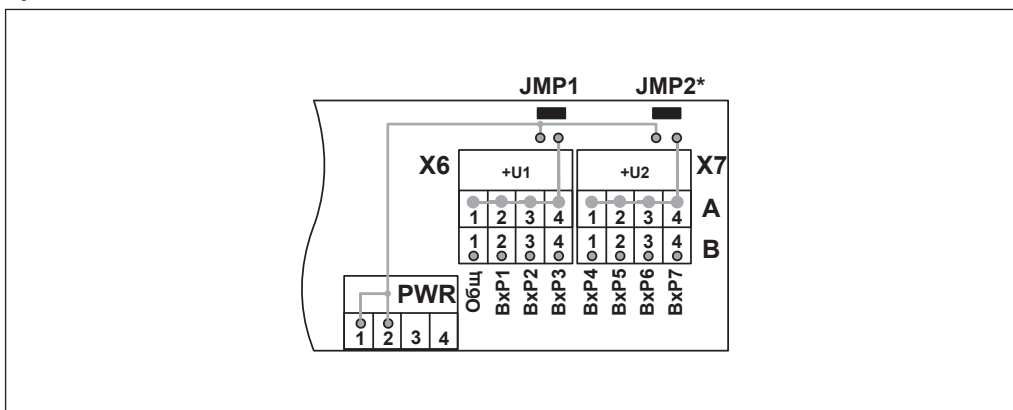 JMP1 JMP2*
X6 +U1 +U2 X7
1 2 3 4 1 2 3 4 A
1 2 3 4 1 2 3 4 B
Общ ВхР1 ВхР2 ВхР3 ВхР4 ВхР5 ВхР6 ВхР7
PWR
1 2 3 4